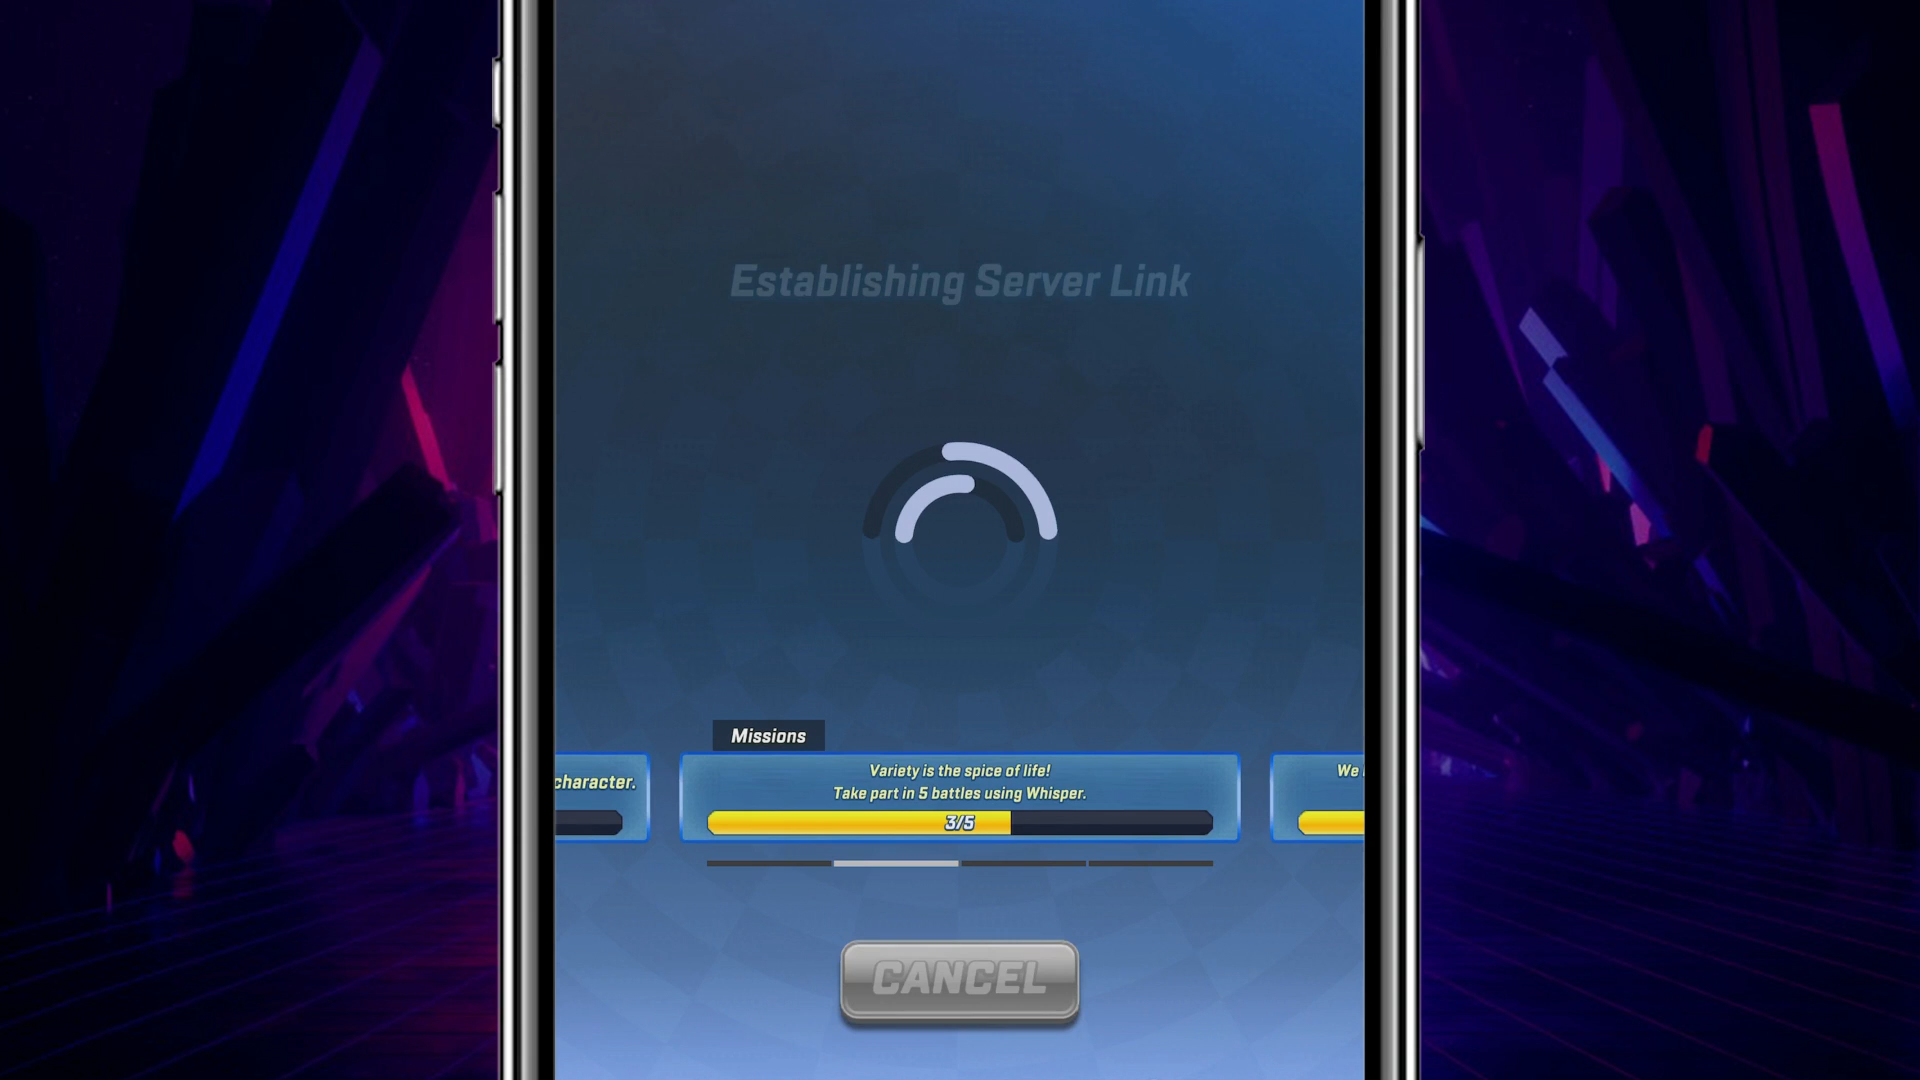 Establishing Server Link
Missions
character.
Variety is the spice of life!
Take part in 5 battles using Whisper.
3/5
We
CANCEL